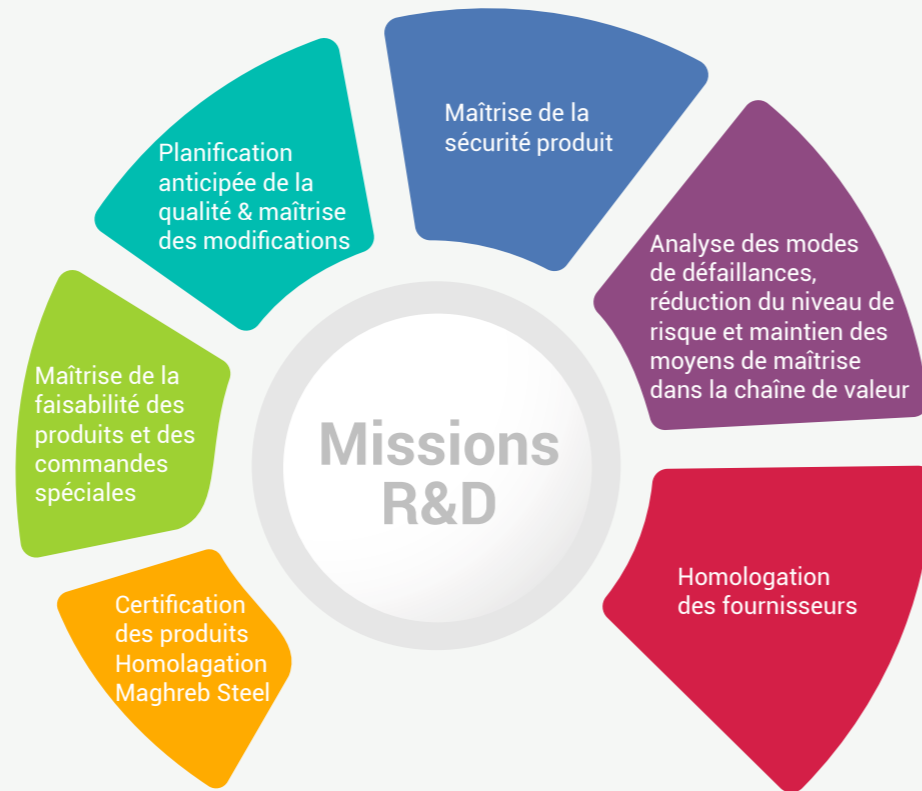 Maîtrise de la
sécurité produit
Planification
anticipée de la
qualité & maîtrise
des modifications
Analyse des modes
de défaillances,
réduction du niveau de
risque et maintien des
moyens de maîtrise
dans la chaîne de valeur
Maîtrise de la
faisabilité des
produits et des
commandes
spéciales
Missions
R&D
Homologation
des fournisseurs
Certification
des produits
Homolagation
Maghreb Steel